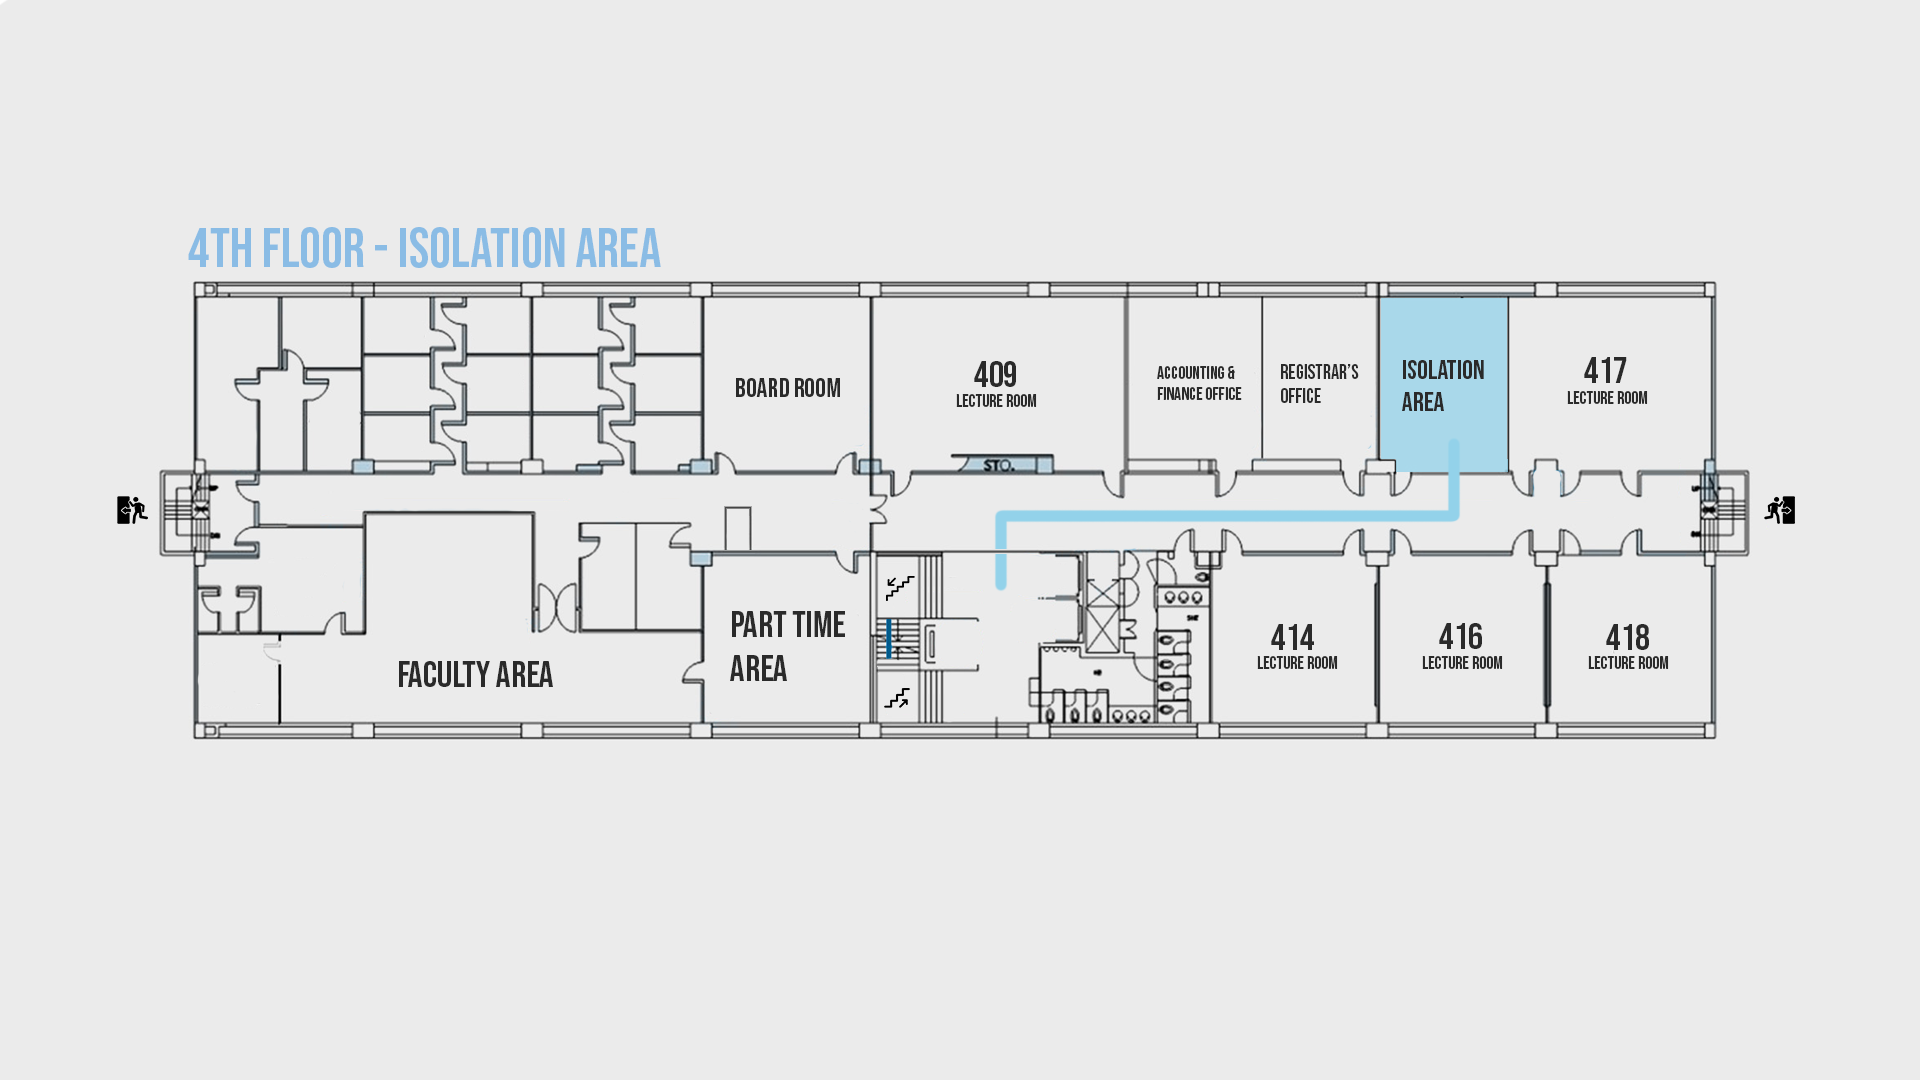 4TH FLOOR - ISOLATION AREA
BOARD ROOM
409
LECTURE ROOM
ACCOUNTING &
FINANCE OFFICE
REGISTRAR'S
OFFICE
ISOLATION
AREA
417
LECTURE ROOM
STO.
FACULTY AREA
PART TIME
AREA
414
LECTURE ROOM
416
LECTURE ROOM
418
LECTURE ROOM